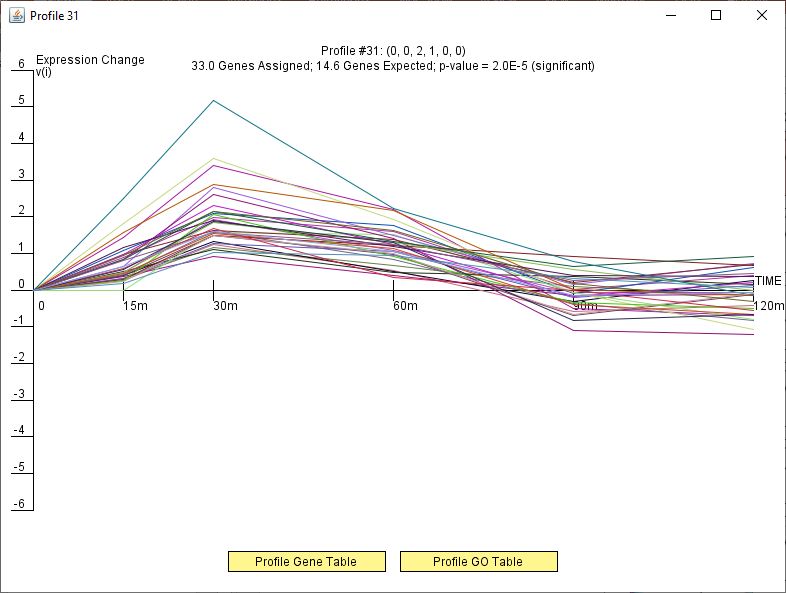 Profile 31
Profile #31: (0, 0, 2, 1, 0, 0)
33.0 Genes Assigned; 14.6 Genes Expected; p-value = 2.0E-5 (significant)
Expression Change
v(i)
6
5
4
3
2
1
0
-1
-2
-3
-4
-5
-6
0
15m
30m
60m
90m
120m
TIME
Profile Gene Table
Profile GO Table